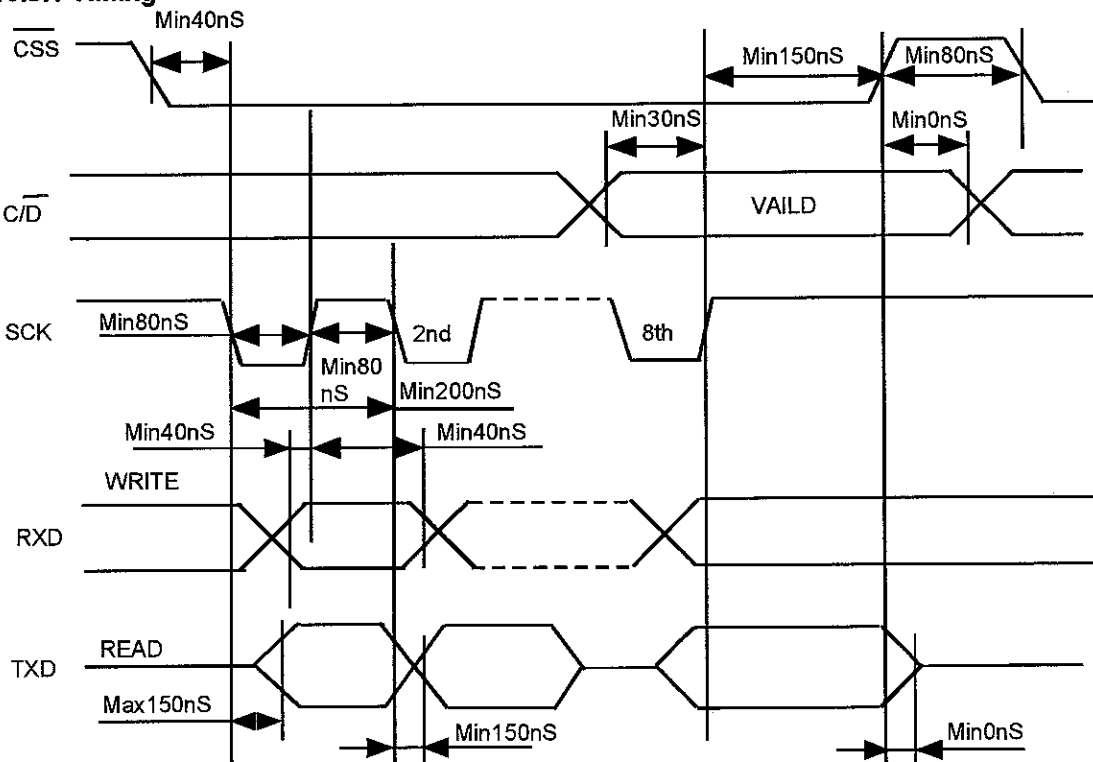 Min40nS
CSS
Min150nS
Min80nS
Min30nS
Min0nS
C/D
VAILD
SCK
Min80nS
2nd
8th
Min80
nS
Min200nS
Min40nS
Min40nS
WRITE
RXD
READ
TXD
Max150nS
Min150nS
Min0nS